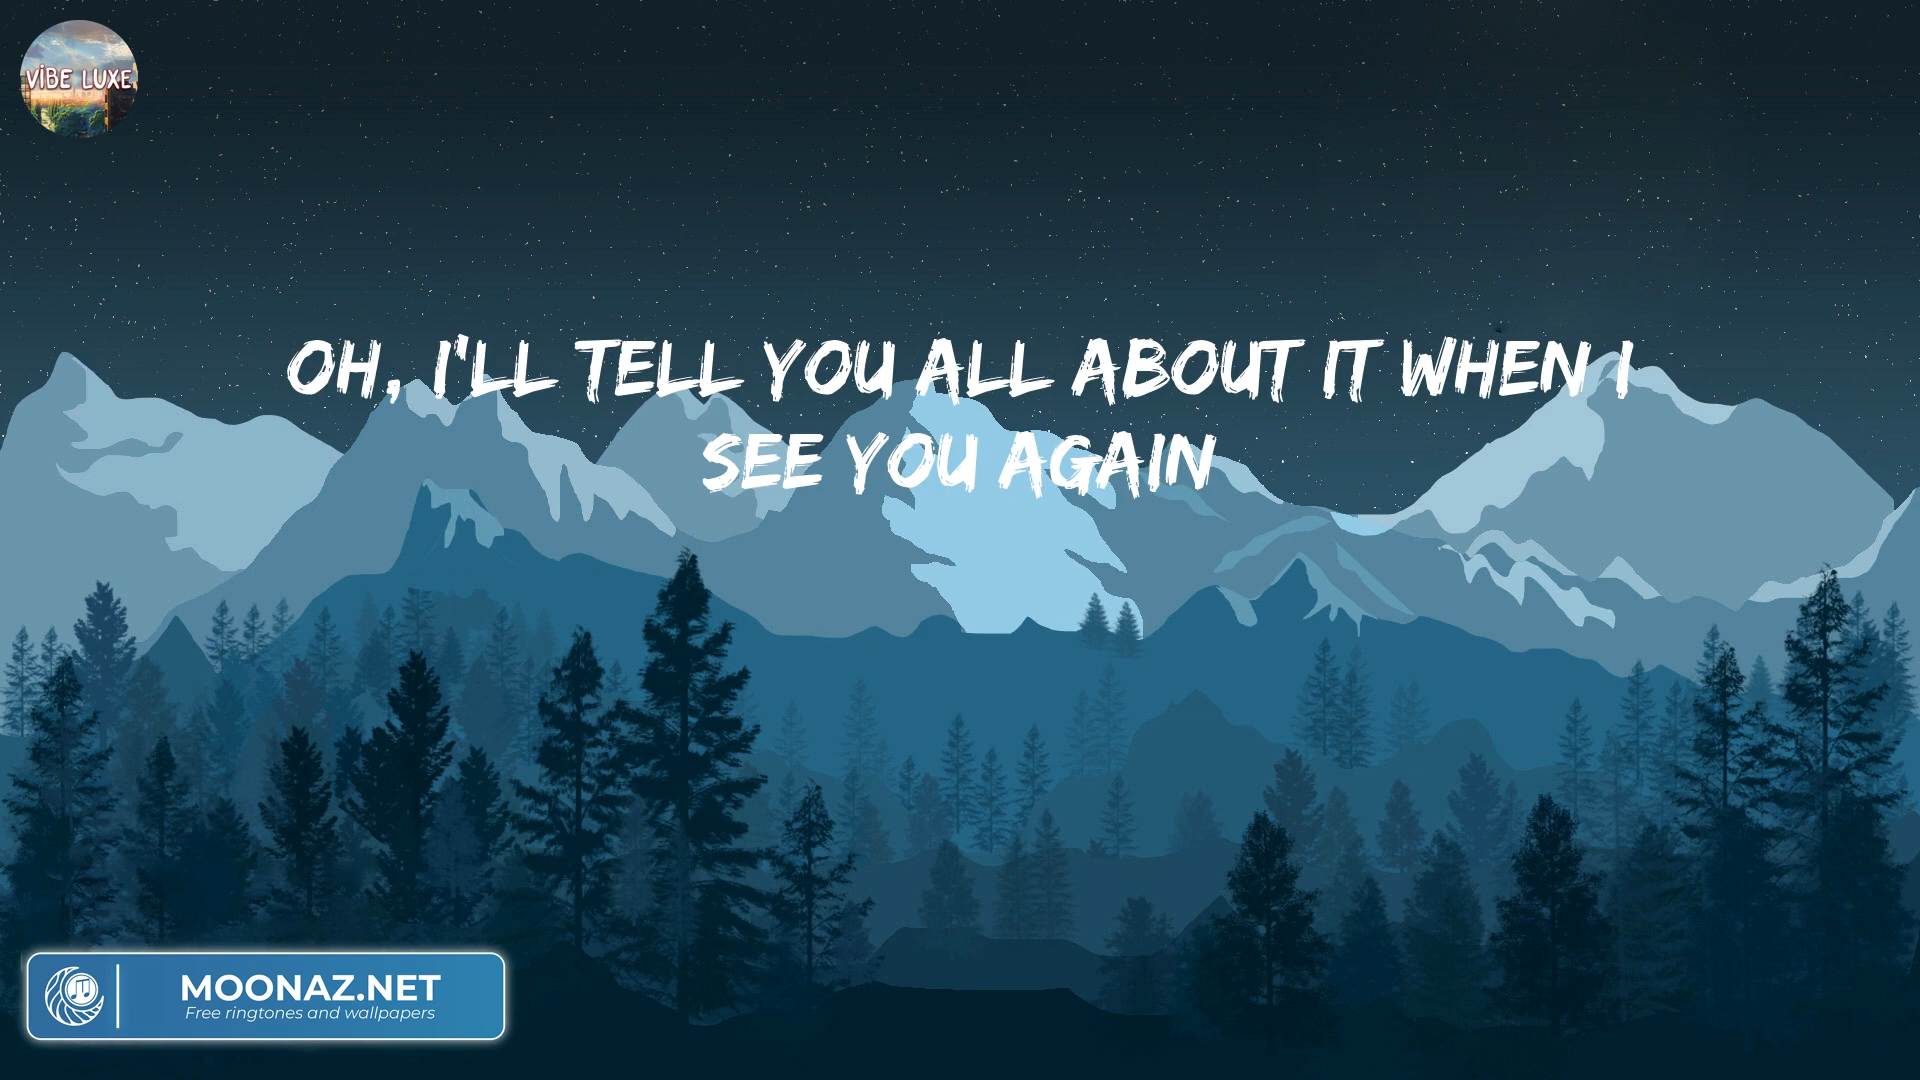 VIBE LUXE
OH, I'LL TELL YOU ALL ABOUT IT WHEN I
SEE YOU AGAIN
MOONAZ.NET
Free ringtones and wallpapers